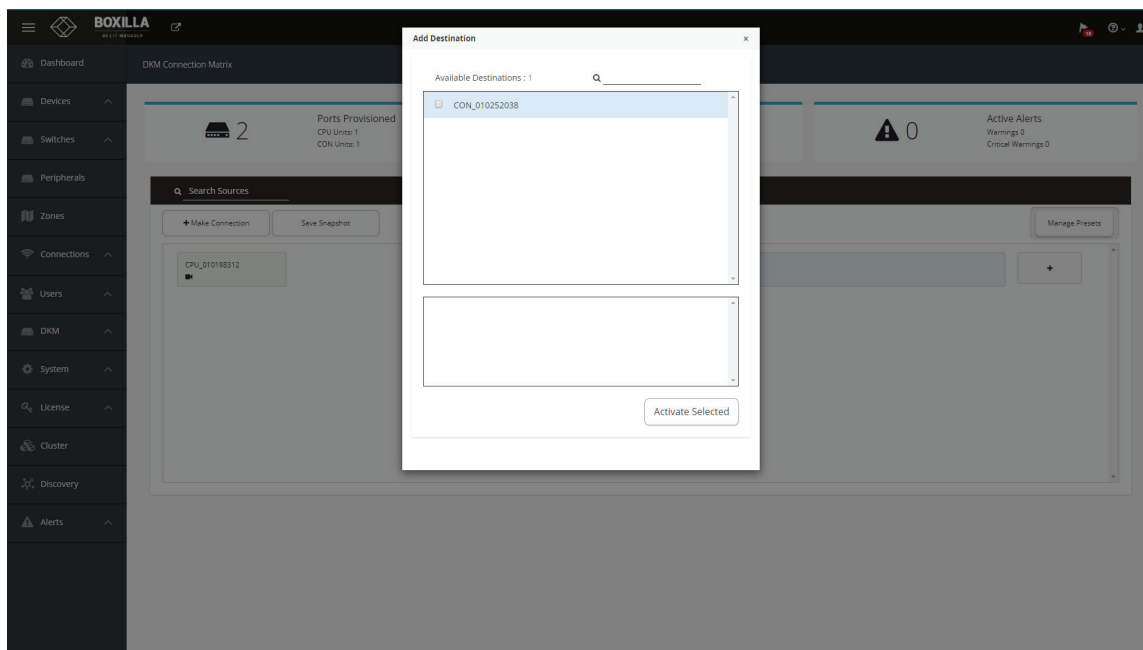 BOXILLA
Dashboard
Devices
Switches
Peripherals
Zones
Connections
Users
DKM
System
License
Cluster
Discovery
Alerts
DKM Connection Matrix
2
Ports Provisioned
CPU Units: 1
CON Units: 1
0
Active Alerts
Warnings 0
Critical Warnings 0
Search Sources
+ Make Connection
Save Snapshot
Manage Presets
CPU_010198312
+
Add Destination
×
Available Destinations : 1
CON_010252038
Activate Selected